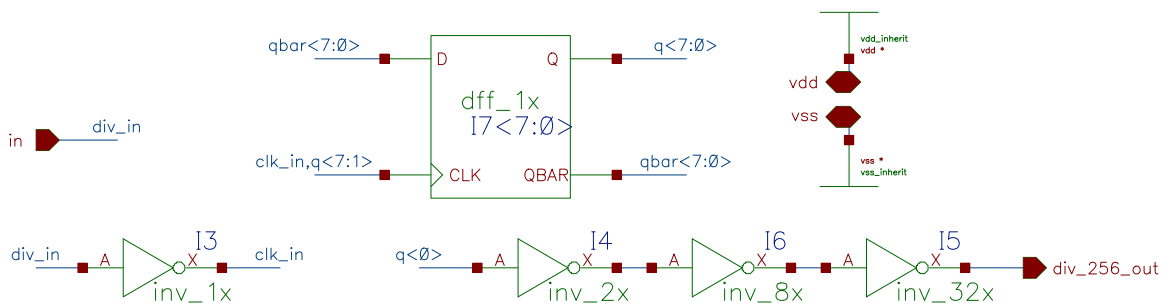 qbar<7:0>
D
Q
q<7:0>
dff_1x
I7<7:0>
clk_in,q<7:1>
CLK
QBAR
qbar<7:0>
in
div_in
vdd_inherit
vdd *
vdd
vss
vss *
vss_inherit
div_in
A
I3
X
clk_in
inv_1x
q<0>
A
I4
X
inv_2x
A
I6
X
inv_8x
A
I5
X
inv_32x
div_256_out